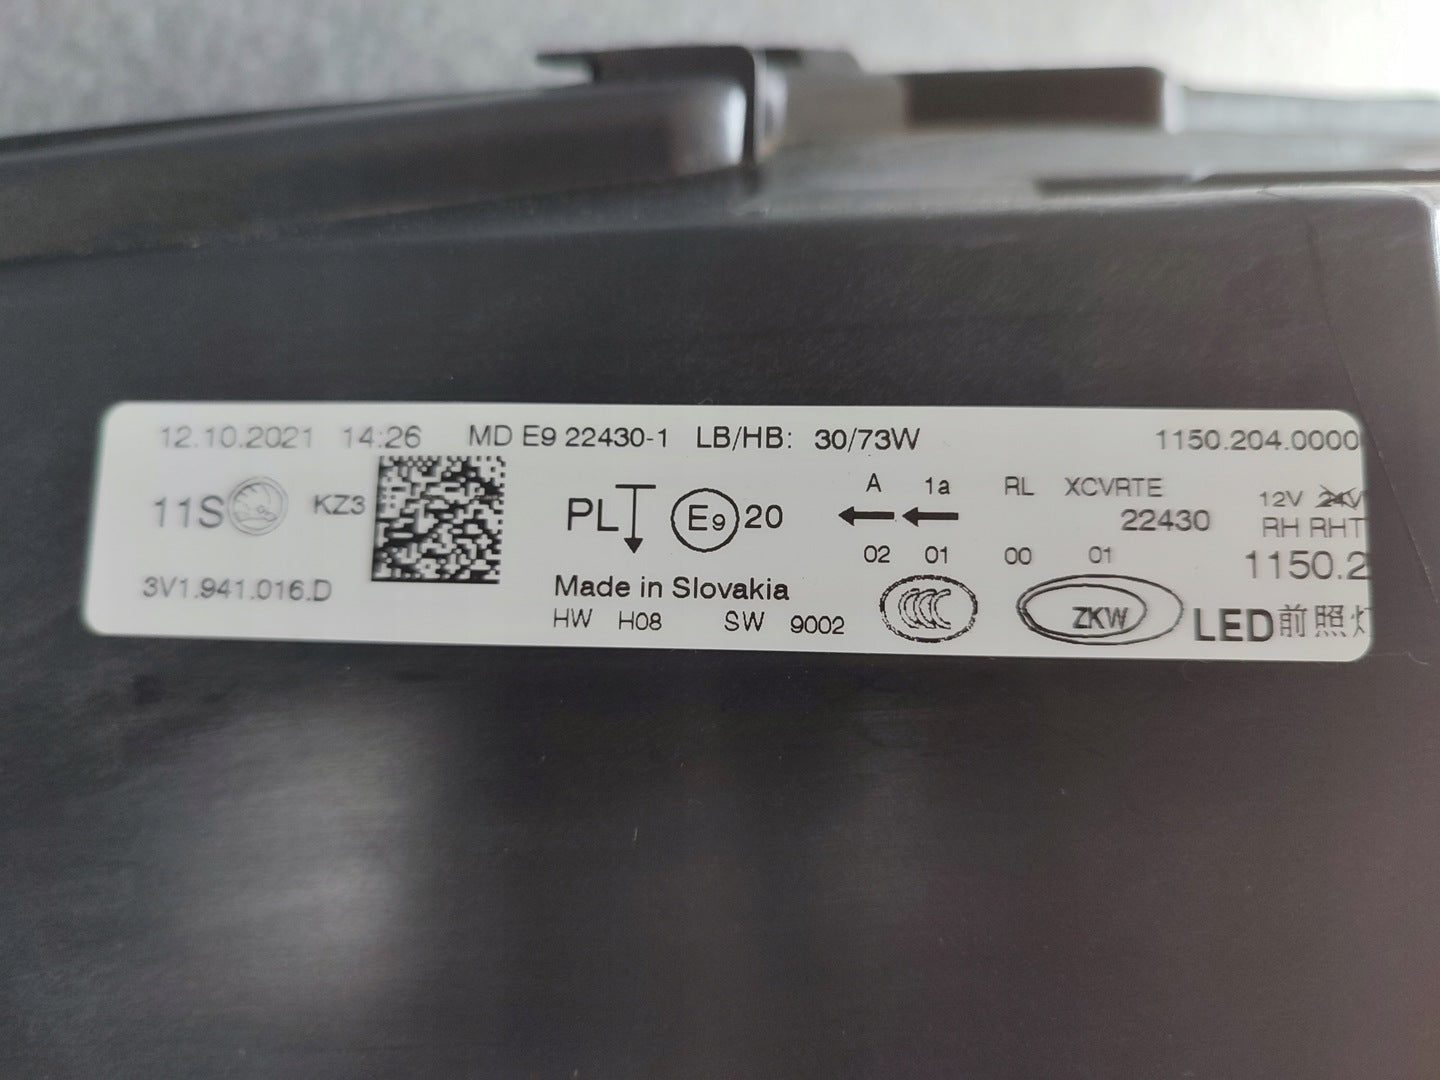 12.10.2021 14:26 MD E9 22430-1 LB/HB: 30/73W 1150.204.0000
11S KZ3 PL E9 20 A 1a RL XCVRTE 12V 24V
22430 RH RHT
02 01 00 01 1150.2
3V1.941.016.D Made in Slovakia
HW H08 SW 9002 CCC ZKW LED前照灯